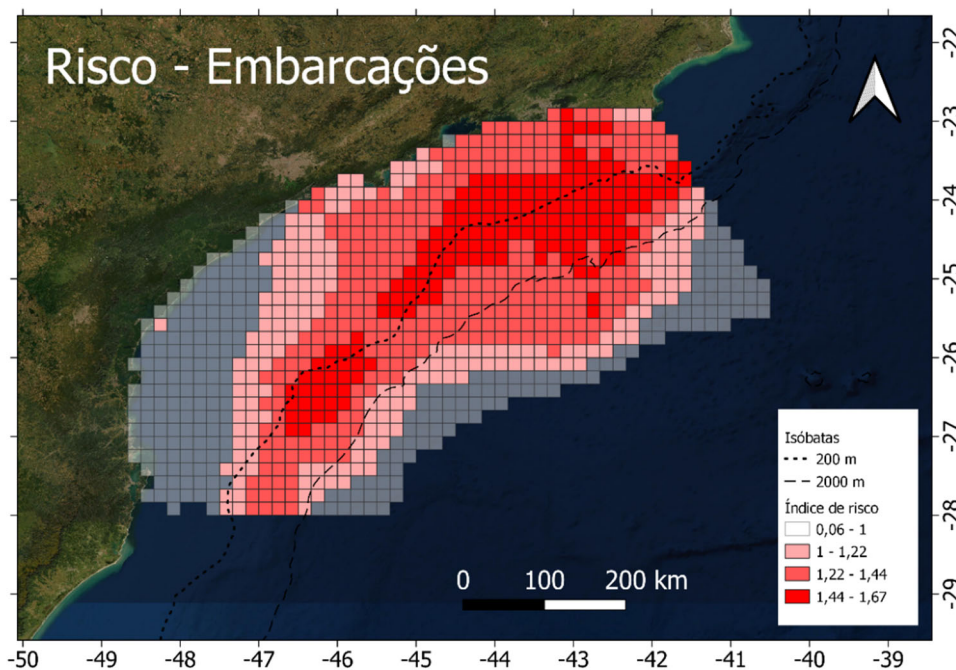 Risco - Embarcações
-22
-23
-24
-25
-26
-27
-28
-29
Isóbatas
200 m
2000 m
Índice de risco
0,06 - 1
1 - 1,22
1,22 - 1,44
1,44 - 1,67
0 100 200 km
-50 -49 -48 -47 -46 -45 -44 -43 -42 -41 -40 -39